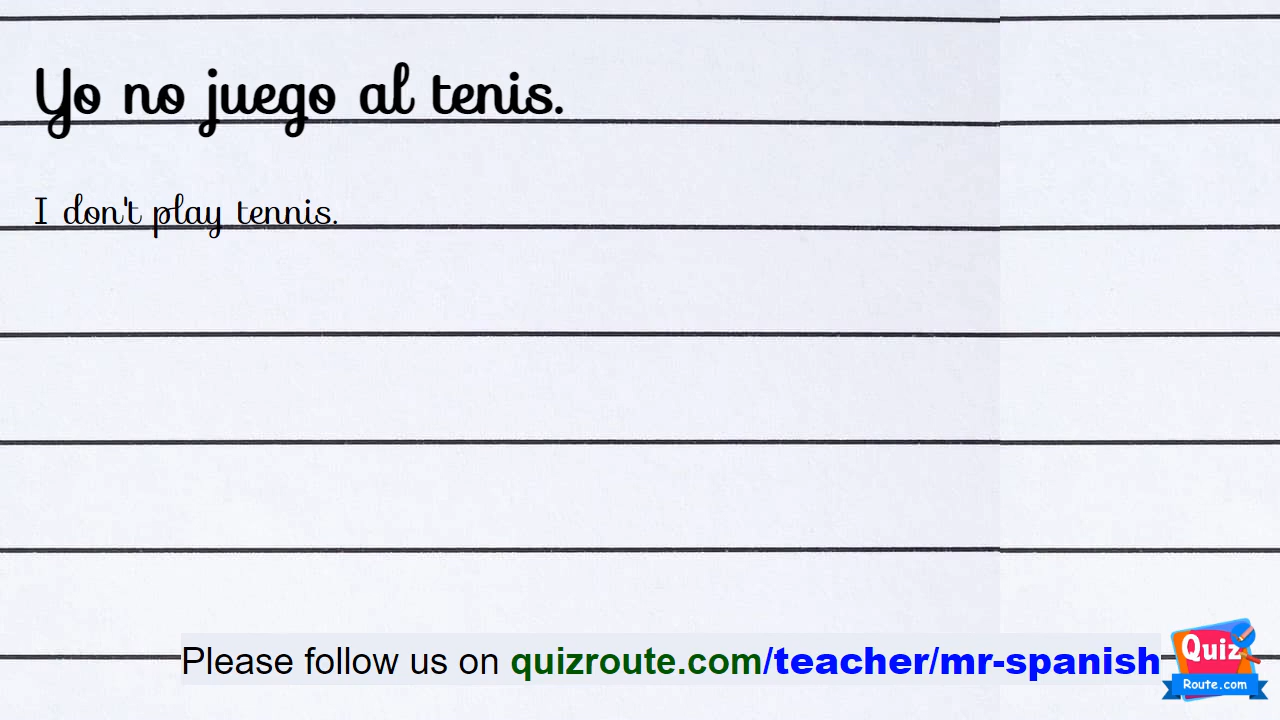 Yo no juego al tenis.
I don't play tennis.
Please follow us on quizroute.com/teacher/mr-spanish
Quiz
Route.com